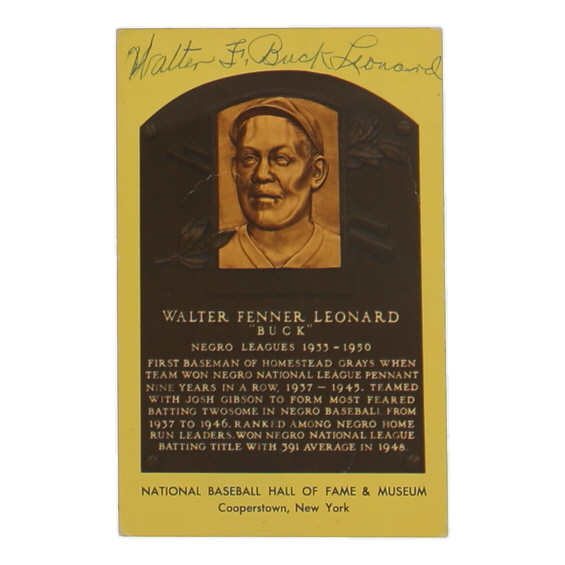 Walter F. Buck Leonard
WALTER FENNER LEONARD
"BUCK"
NEGRO LEAGUES 1933 - 1950
FIRST BASEMAN OF HOMESTEAD GRAYS WHEN
TEAM WON NEGRO NATIONAL LEAGUE PENNANT
NINE YEARS IN A ROW, 1937 - 1945. TEAMED
WITH JOSH GIBSON TO FORM MOST FEARED
BATTING TWOSOME IN NEGRO BASEBALL FROM
1937 TO 1946. RANKED AMONG NEGRO HOME
RUN LEADERS. WON NEGRO NATIONAL LEAGUE
BATTING TITLE WITH 391 AVERAGE IN 1948.
NATIONAL BASEBALL HALL OF FAME & MUSEUM
Cooperstown, New York